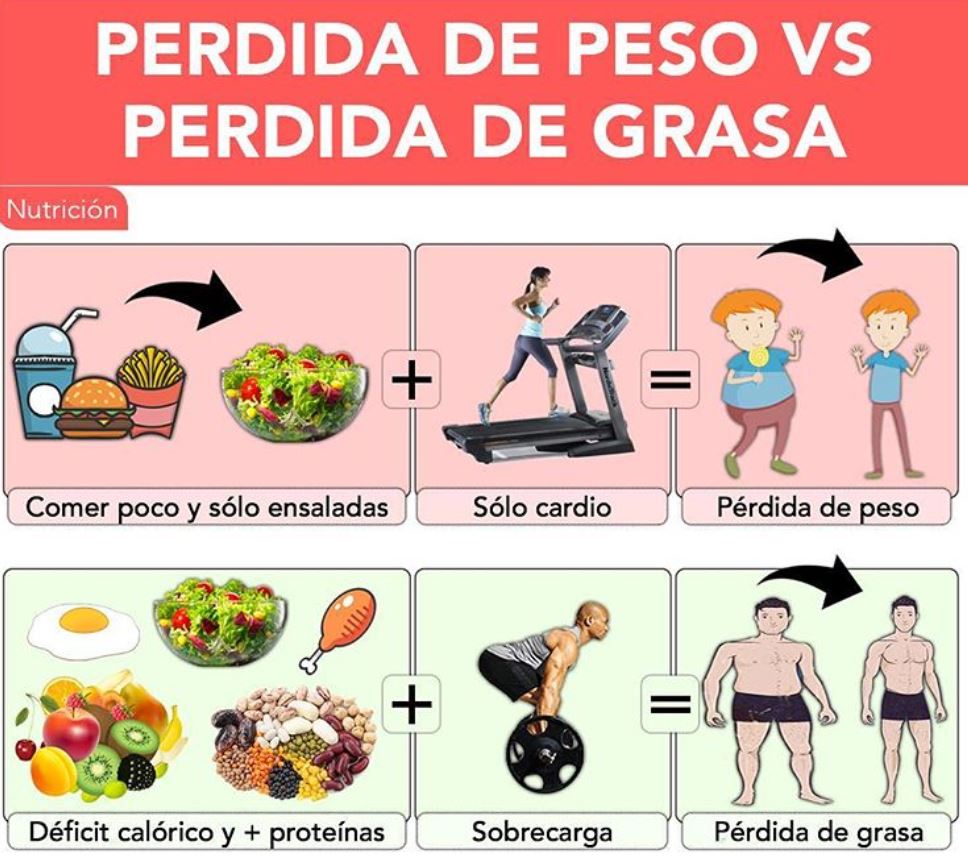 PERDIDA DE PESO VS
PERDIDA DE GRASA
Nutrición
+
=
Comer poco y sólo ensaladas
Sólo cardio
Pérdida de peso
+
=
Déficit calórico y + proteínas
Sobrecarga
Pérdida de grasa